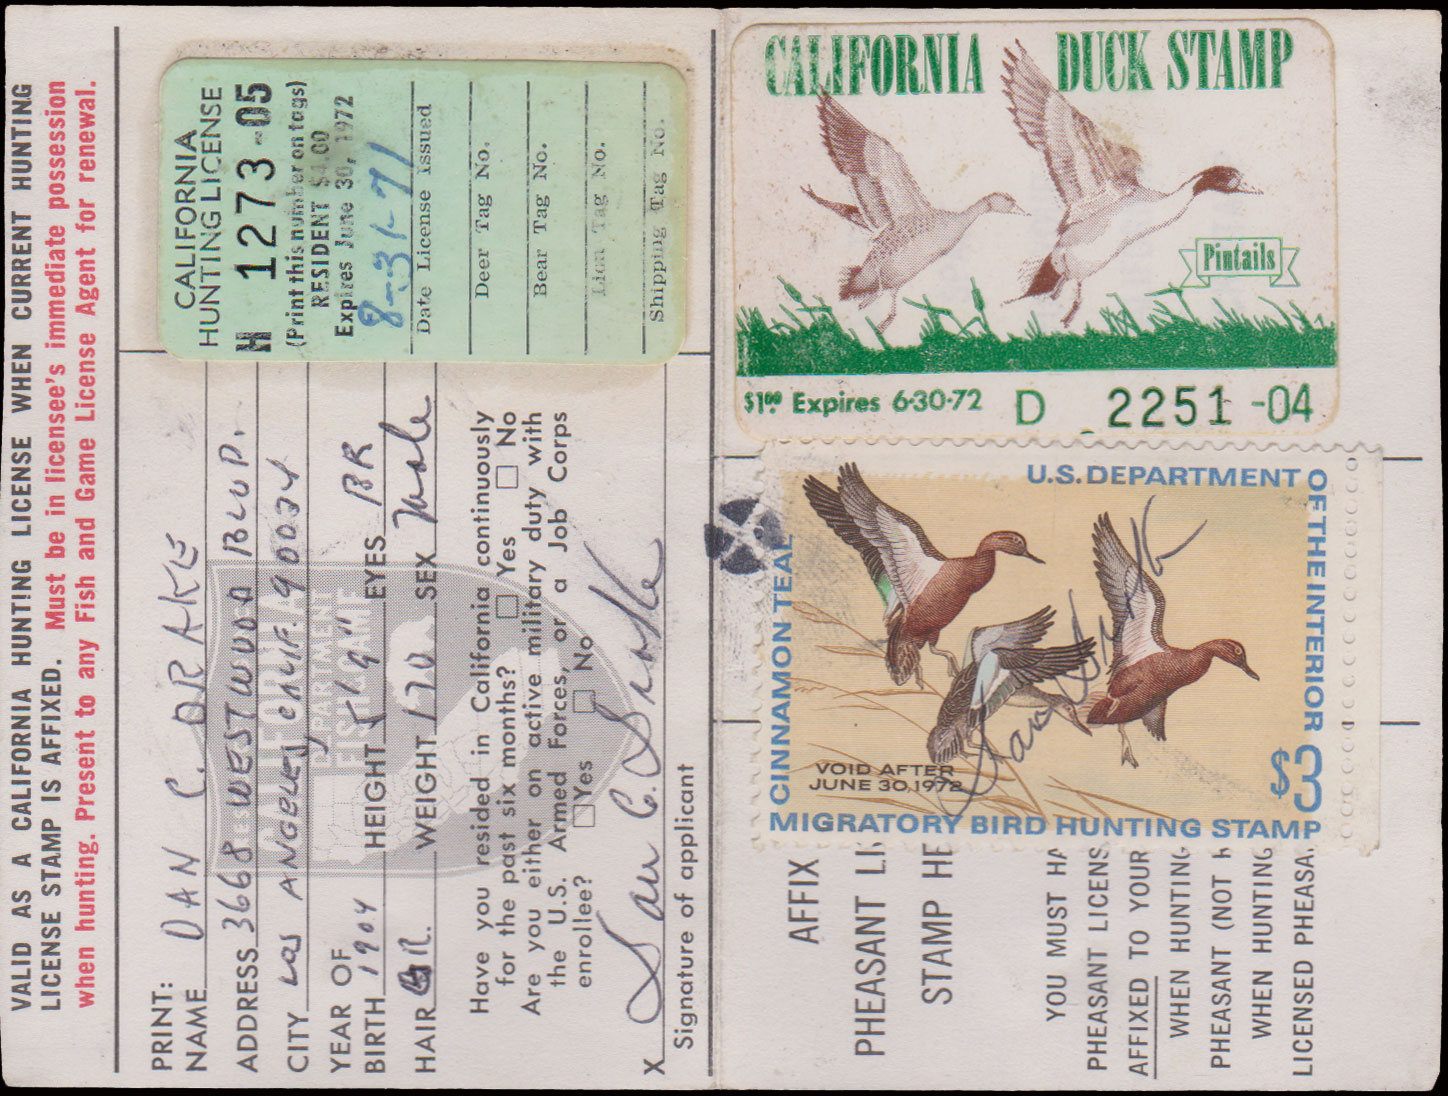 VALID AS A CALIFORNIA HUNTING LICENSE WHEN CURRENT HUNTING
LICENSE STAMP IS AFFIXED. Must be in licensee's immediate possession
when hunting. Present to any Fish and Game License Agent for renewal.
CALIFORNIA
HUNTING LICENSE
H 1273-05
(Print this number on tags)
RESIDENT $4.00
Expires June 30, 1972
8-31-71
Date License Issued
Deer Tag No.
Bear Tag No.
Lion Tag No.
Shipping Tag No.
PRINT:
NAME DAN C. DRAKE
ADDRESS 3668 WESTWOOD BLVD.
CITY LOS ANGELES CALIF. 90034
YEAR OF
BIRTH 1904 HEIGHT 5'9" EYES BR
HAIR GR. WEIGHT 170 SEX Male
Have you resided in California continuously
for the past six months? Yes No
Are you either on active military duty with
the U.S. Armed Forces, or a Job Corps
enrollee? Yes No
X Dan C. Drake
Signature of applicant
CALIFORNIA
DEPARTMENT
FISH GAME
CALIFORNIA DUCK STAMP
Pintails
$1.00 Expires 6-30-72 D 2251-04
U.S. DEPARTMENT OF THE INTERIOR
CINNAMON TEAL
$3
VOID AFTER
JUNE 30, 1972
MIGRATORY BIRD HUNTING STAMP
Dan Drake
AFFIX
PHEASANT LI
STAMP HE
YOU MUST HA
PHEASANT LICENS
AFFIXED TO YOUR
WHEN HUNTING
PHEASANT (NOT R
WHEN HUNTING
LICENSED PHEASA